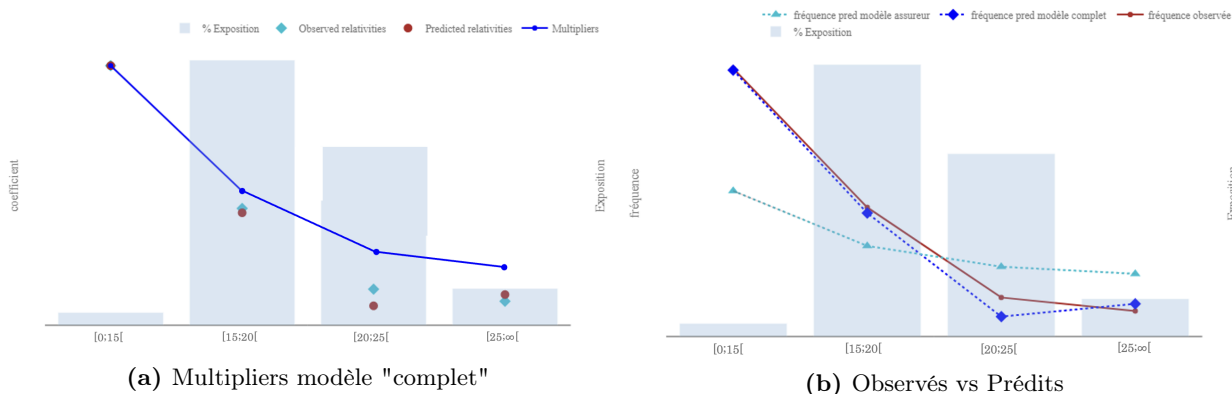 % Exposition Observed relativities Predicted relativities Multipliers
coefficient
Exposition
[0;15[ [15;20[ [20;25[ [25;∞[
(a) Multipliers modèle "complet"
fréquence pred modèle assureur fréquence pred modèle complet fréquence observée
% Exposition
fréquence
Exposition
[0;15[ [15;20[ [20;25[ [25;∞[
(b) Observés vs Prédits